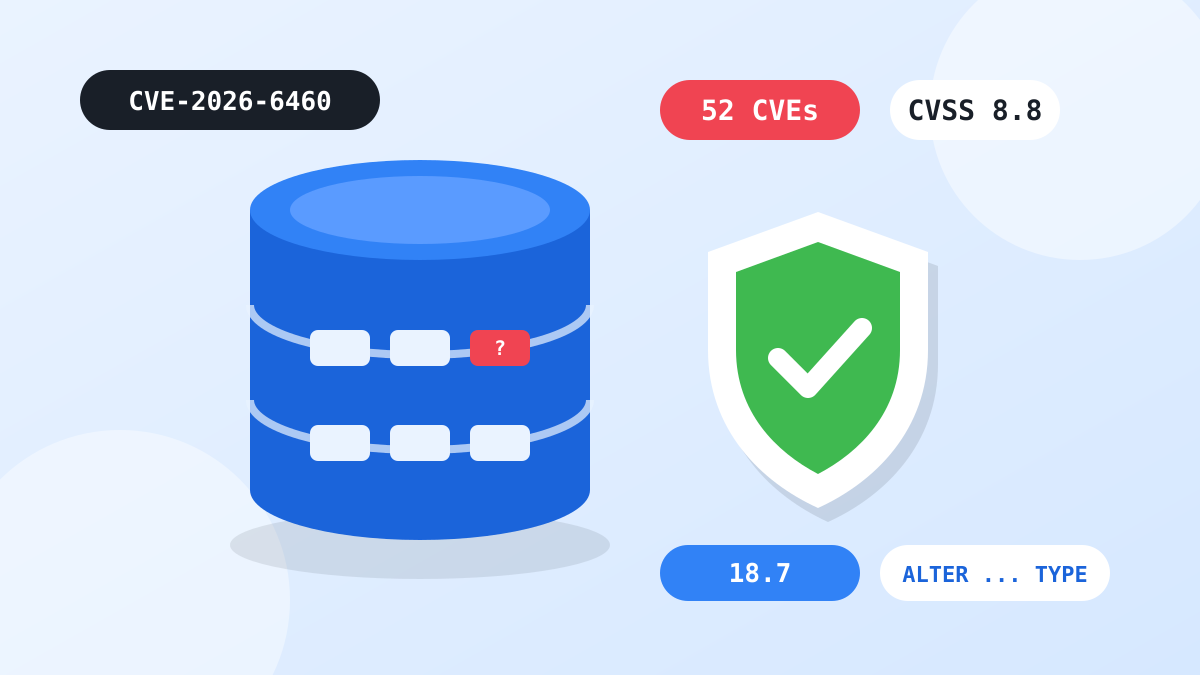 CVE-2026-6460
52 CVEs
CVSS 8.8
?
18.7
ALTER ... TYPE